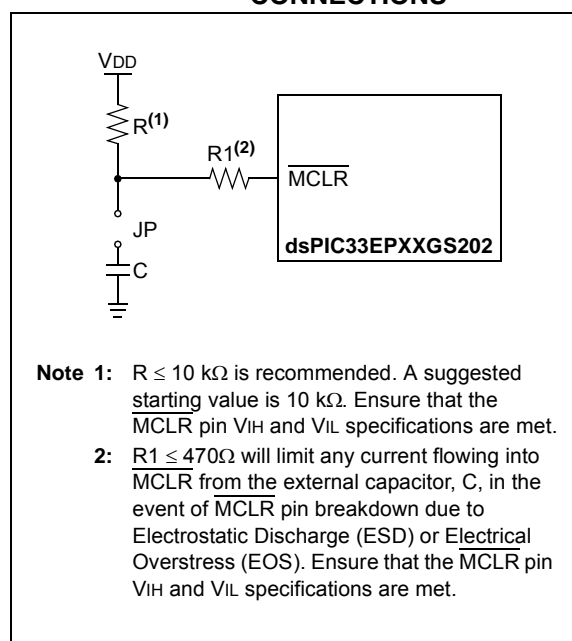 CONNECTIONS
VDD
R(1)
R1(2)
MCLR
JP
C
dsPIC33EPXXGS202
Note 1: R ≤ 10 kΩ is recommended. A suggested
starting value is 10 kΩ. Ensure that the
MCLR pin VIH and VIL specifications are met.
2: R1 ≤ 470Ω will limit any current flowing into
MCLR from the external capacitor, C, in the
event of MCLR pin breakdown due to
Electrostatic Discharge (ESD) or Electrical
Overstress (EOS). Ensure that the MCLR pin
VIH and VIL specifications are met.